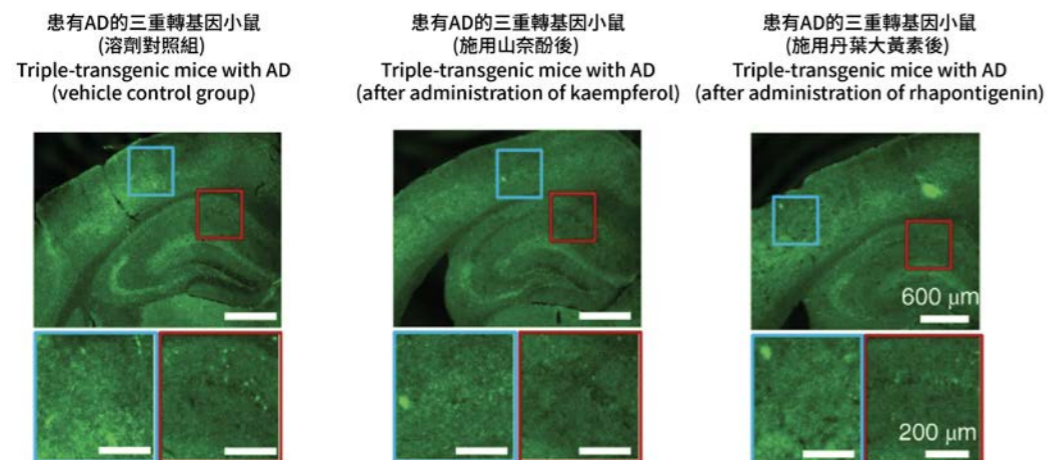 患有AD的三重轉基因小鼠
(溶劑對照組)
Triple-transgenic mice with AD
(vehicle control group)
患有AD的三重轉基因小鼠
(施用山奈酚後)
Triple-transgenic mice with AD
(after administration of kaempferol)
患有AD的三重轉基因小鼠
(施用丹葉大黃素後)
Triple-transgenic mice with AD
(after administration of rhapontigenin)
600 μm
200 μm